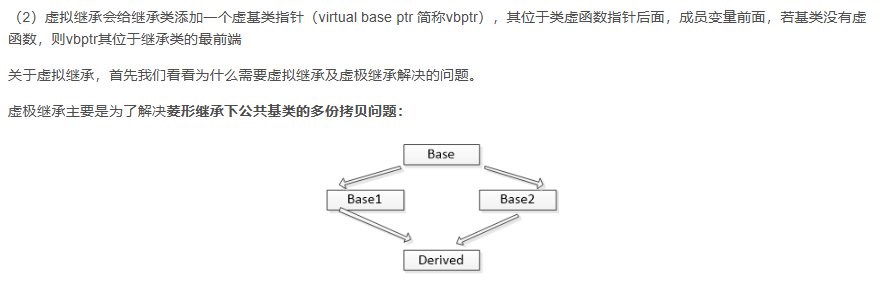 （2）虚拟继承会给继承类添加一个虚基类指针（virtual base ptr 简称vbptr），其位于类虚函数指针后面，成员变量前面，若基类没有虚
函数，则vbptr其位于继承类的最前端
关于虚拟继承，首先我们看看为什么需要虚拟继承及虚极继承解决的问题。
虚极继承主要是为了解决菱形继承下公共基类的多份拷贝问题：
Base
Base1
Base2
Derived